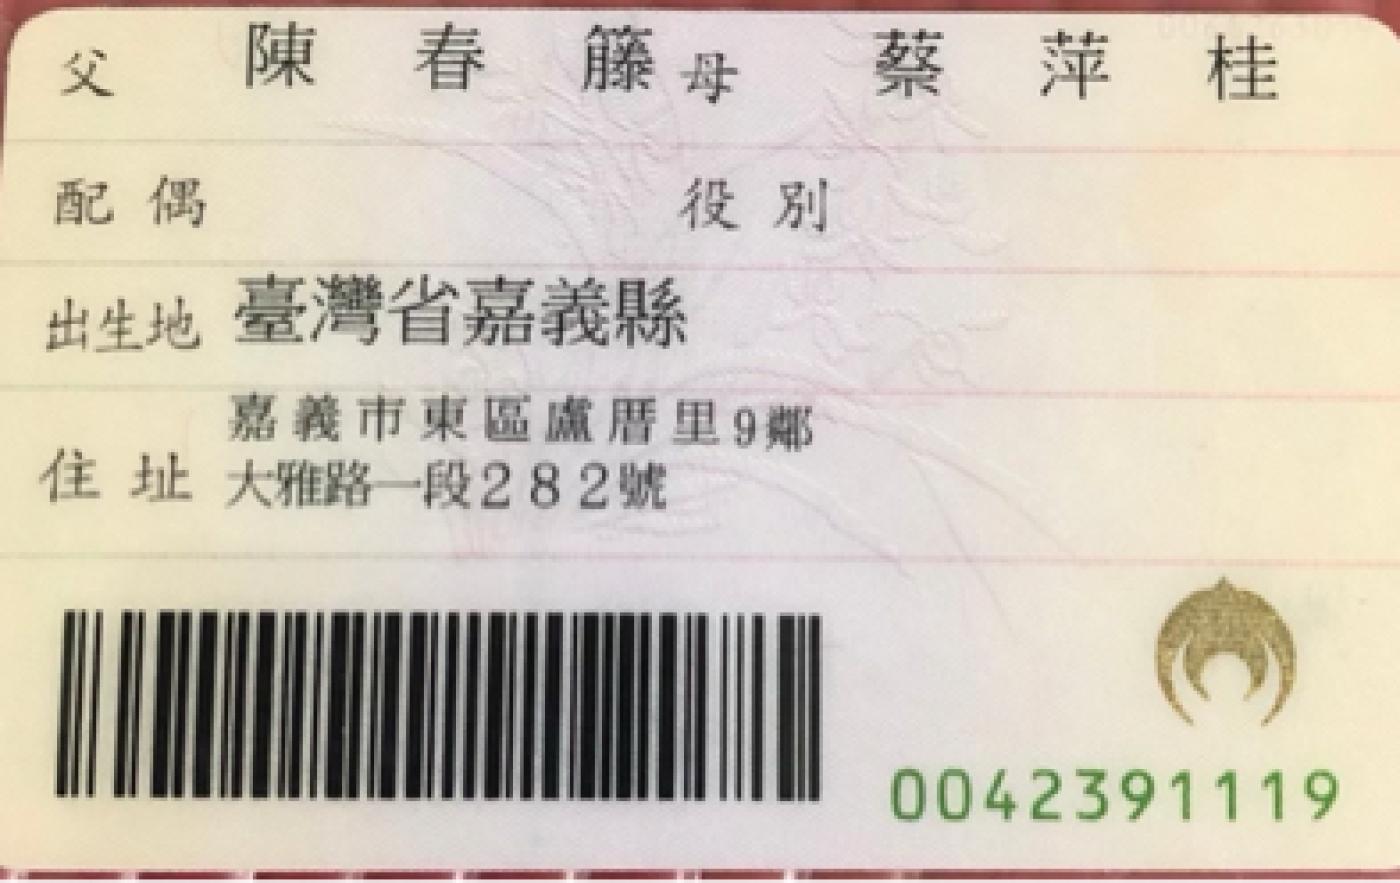 父 陳春籐 母 蔡萍桂
配偶 役別
出生地 臺灣省嘉義縣
嘉義市東區盧厝里9鄰
住址 大雅路一段282號
0042391119